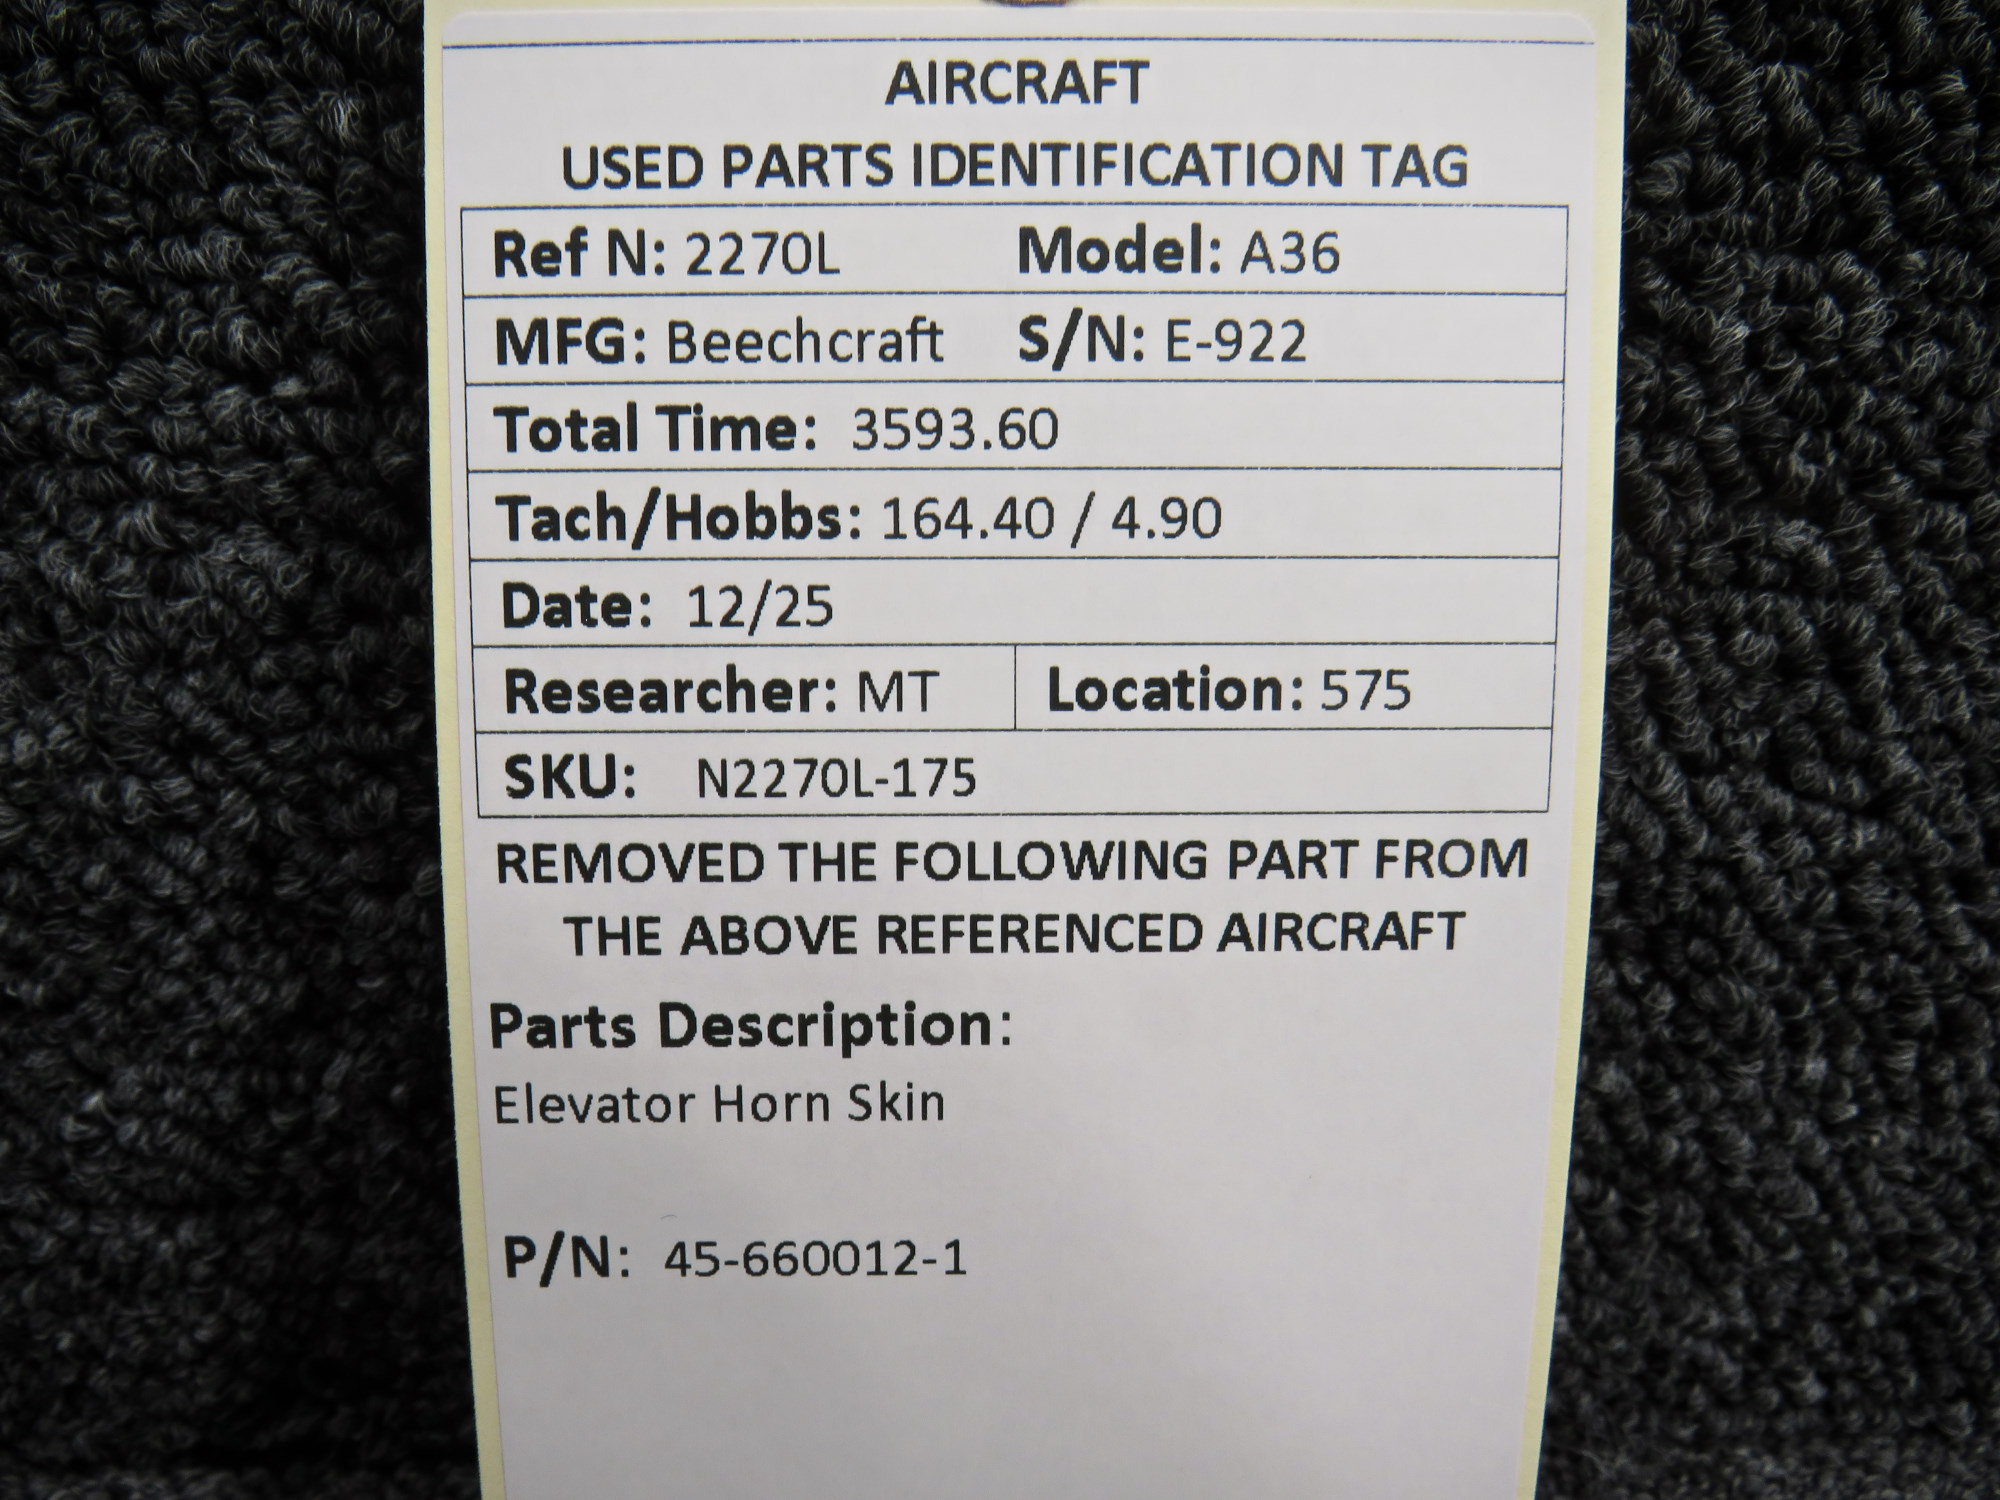 AIRCRAFT
USED PARTS IDENTIFICATION TAG
Ref N: 2270L Model: A36
MFG: Beechcraft S/N: E-922
Total Time: 3593.60
Tach/Hobbs: 164.40 / 4.90
Date: 12/25
Researcher: MT Location: 575
SKU: N2270L-175
REMOVED THE FOLLOWING PART FROM
THE ABOVE REFERENCED AIRCRAFT
Parts Description:
Elevator Horn Skin
P/N: 45-660012-1